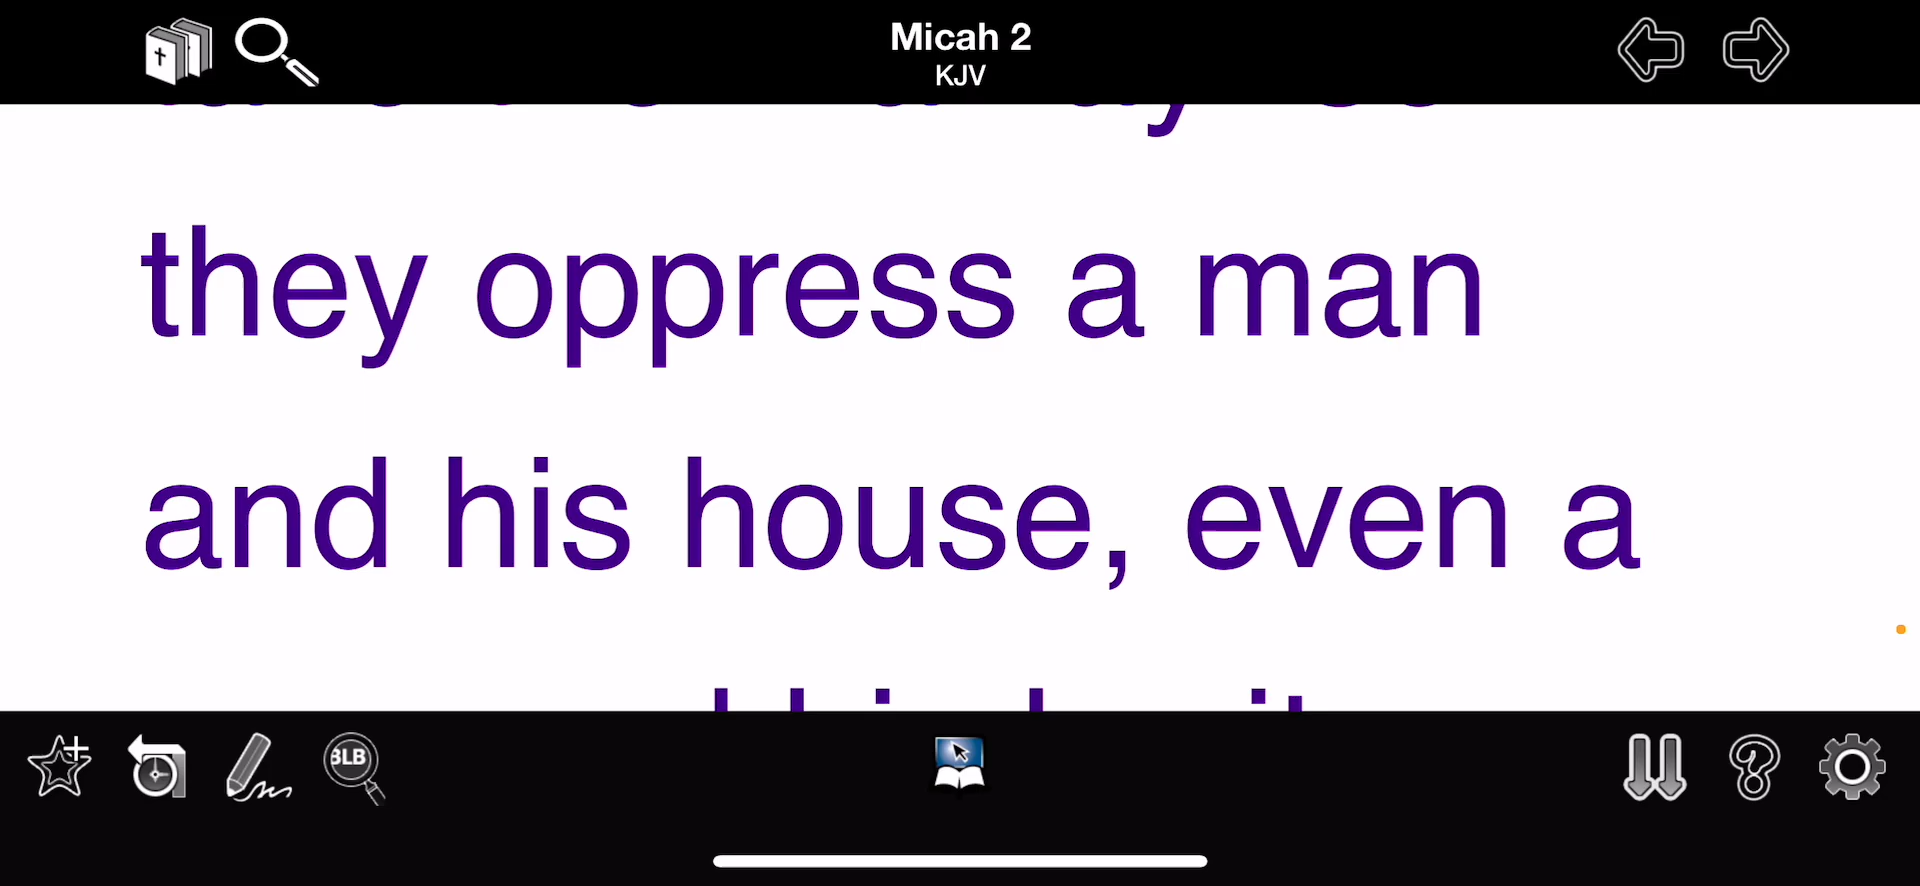 Micah 2
KJV
they oppress a man
and his house, even a
BLB